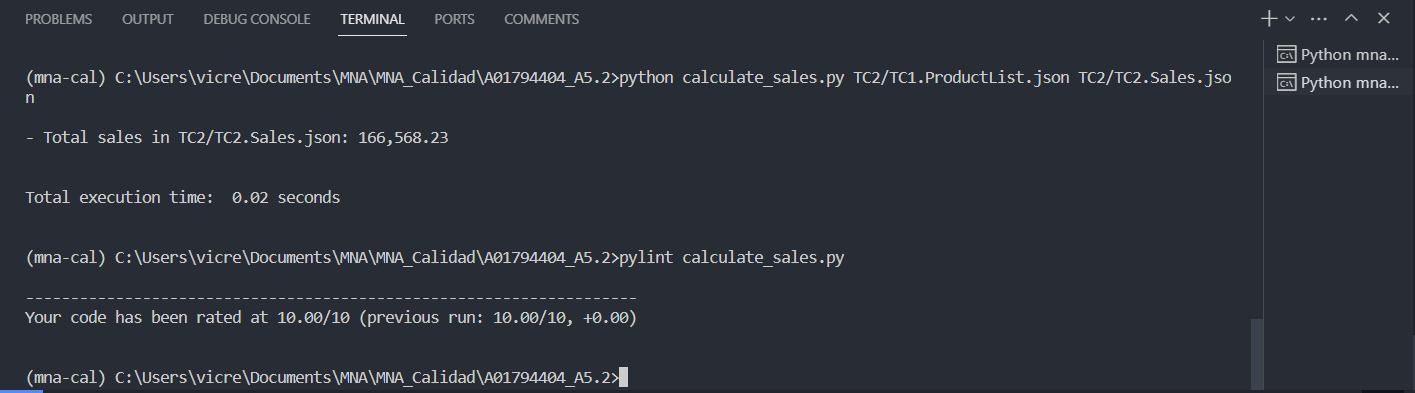 PROBLEMS OUTPUT DEBUG CONSOLE TERMINAL PORTS COMMENTS
Python mna...
Python mna...
(mna-cal) C:\Users\vicre\Documents\MNA\MNA_Calidad\A01794404_A5.2>python calculate_sales.py TC2/TC1.ProductList.json TC2/TC2.Sales.jso
n
- Total sales in TC2/TC2.Sales.json: 166,568.23
Total execution time:  0.02 seconds
(mna-cal) C:\Users\vicre\Documents\MNA\MNA_Calidad\A01794404_A5.2>pylint calculate_sales.py
--------------------------------------------------------------------
Your code has been rated at 10.00/10 (previous run: 10.00/10, +0.00)
(mna-cal) C:\Users\vicre\Documents\MNA\MNA_Calidad\A01794404_A5.2>